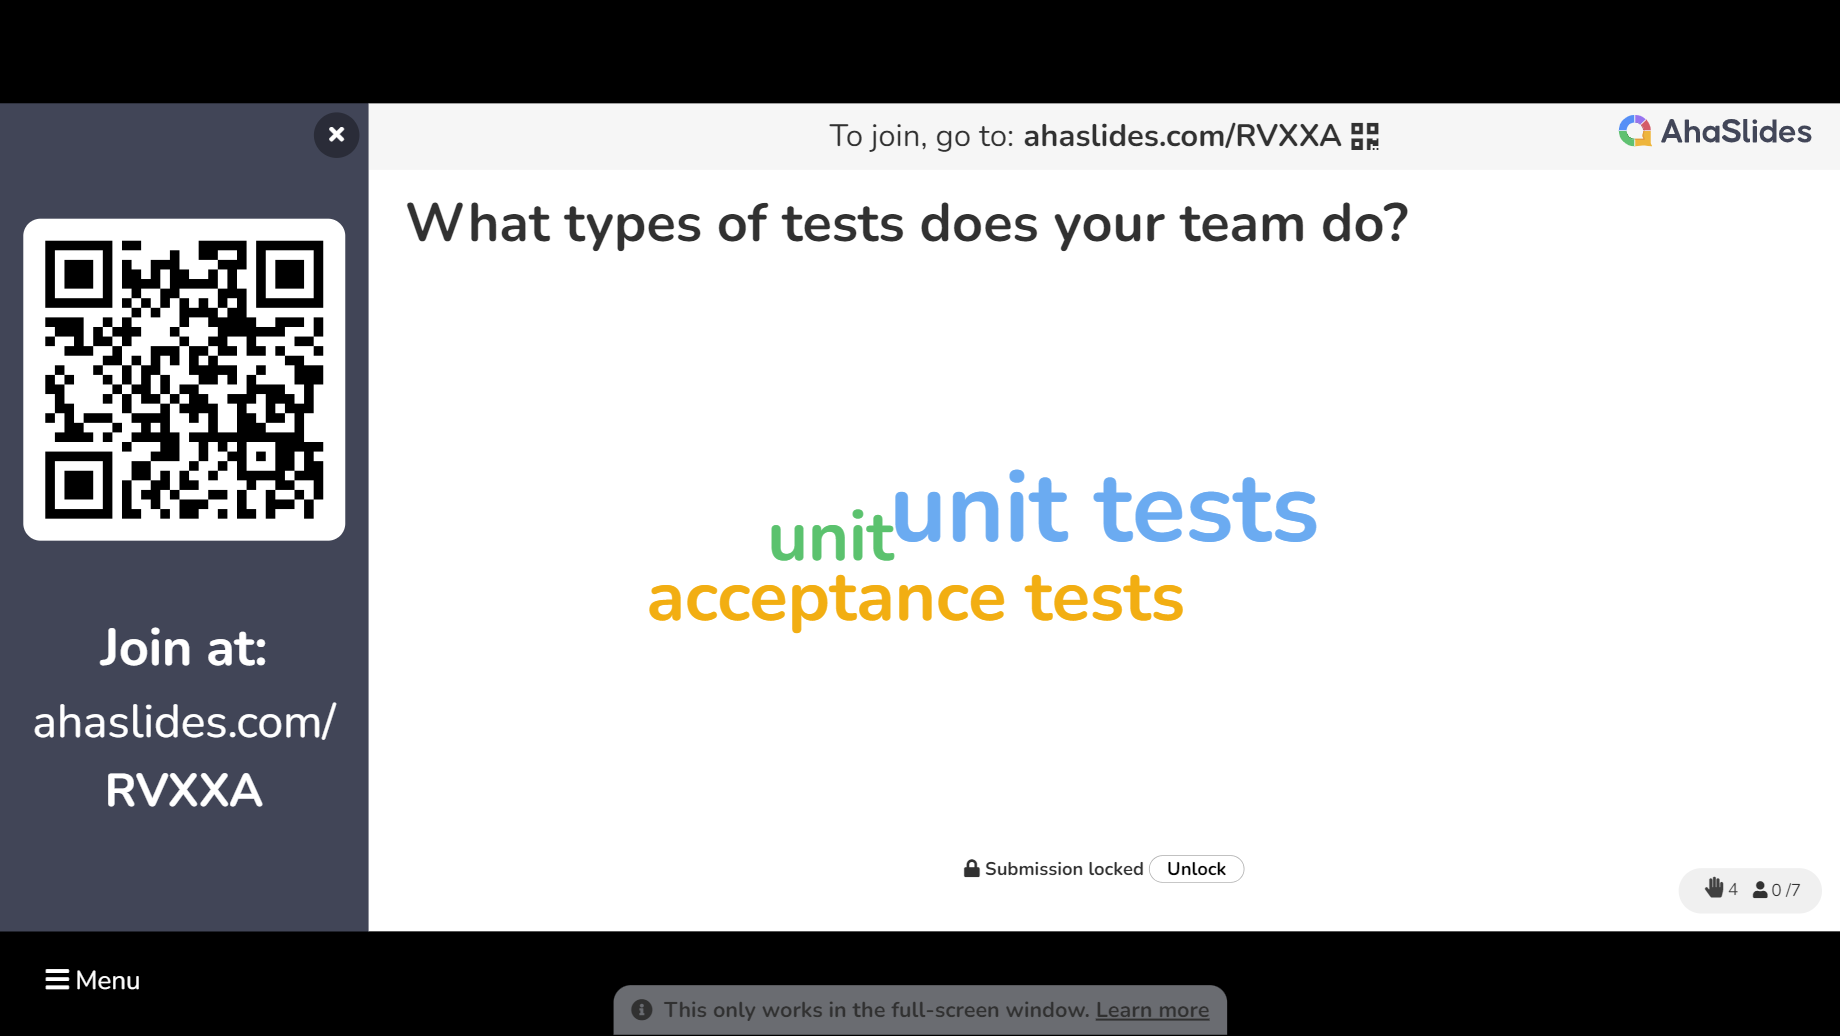 To join, go to: ahaslides.com/RVXXA
AhaSlides
What types of tests does your team do?
unit tests
unit
acceptance tests
Join at:
ahaslides.com/
RVXXA
Submission locked Unlock
4 0 /7
Menu
This only works in the full-screen window. Learn more